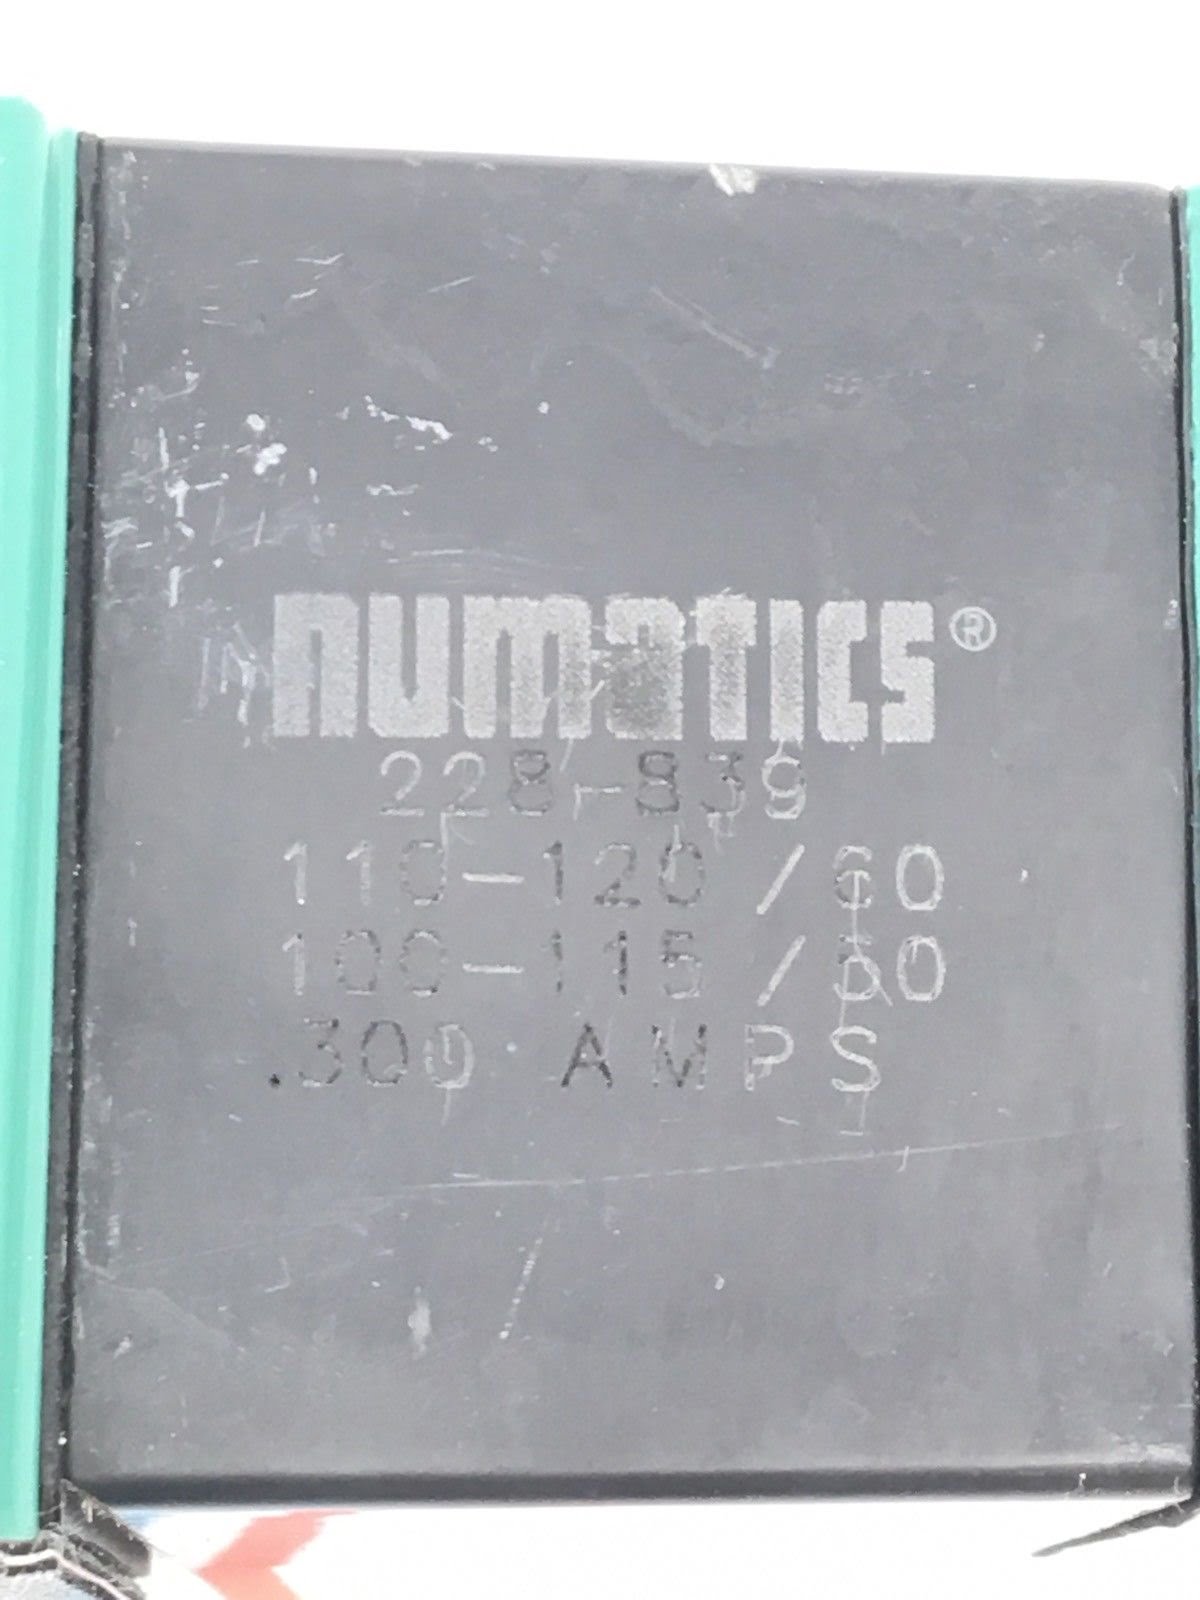 numatics®
228-839
110-120 /60
100-115 /50
.300 AMPS